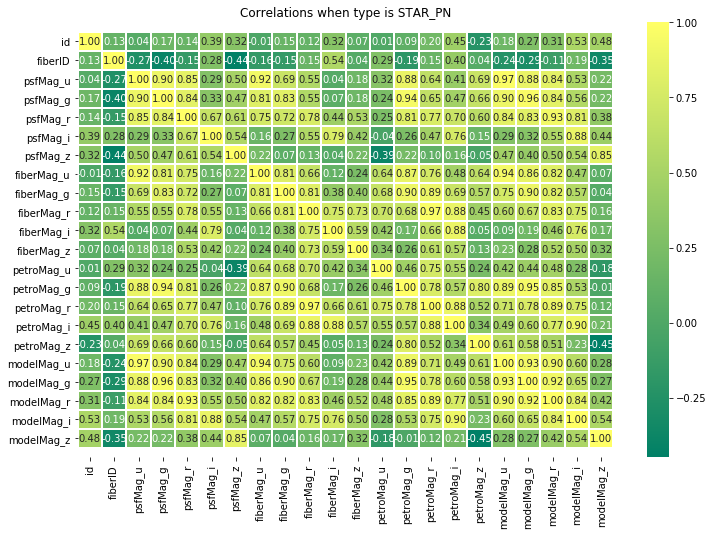 Correlations when type is STAR_PN
id 1.00 0.13 0.04 0.17 0.14 0.39 0.32 -0.01 0.15 0.12 0.32 0.07 0.01 0.09 0.20 0.45 -0.23 0.18 0.27 0.31 0.53 0.48
fiberID 0.13 1.00 -0.27 -0.40 -0.15 0.28 -0.44 -0.16 -0.15 0.15 0.54 0.04 0.29 -0.19 0.15 0.40 0.04 -0.24 -0.29 -0.11 0.19 -0.35
psfMag_u 0.04 -0.27 1.00 0.90 0.85 0.29 0.50 0.92 0.69 0.55 0.04 0.18 0.32 0.88 0.64 0.41 0.69 0.97 0.88 0.84 0.53 0.22
psfMag_g 0.17 -0.40 0.90 1.00 0.84 0.33 0.47 0.81 0.83 0.55 0.07 0.18 0.24 0.94 0.65 0.47 0.66 0.90 0.96 0.84 0.56 0.22
psfMag_r 0.14 -0.15 0.85 0.84 1.00 0.67 0.61 0.75 0.72 0.78 0.44 0.53 0.25 0.81 0.77 0.70 0.60 0.84 0.83 0.93 0.81 0.38
psfMag_i 0.39 0.28 0.29 0.33 0.67 1.00 0.54 0.16 0.27 0.55 0.79 0.42 -0.04 0.26 0.47 0.76 0.15 0.29 0.32 0.55 0.88 0.44
psfMag_z 0.32 -0.44 0.50 0.47 0.61 0.54 1.00 0.22 0.07 0.13 0.04 0.22 -0.39 0.22 0.10 0.16 -0.05 0.47 0.40 0.50 0.54 0.85
fiberMag_u -0.01 -0.16 0.92 0.81 0.75 0.16 0.22 1.00 0.81 0.66 0.12 0.24 0.64 0.87 0.76 0.48 0.64 0.94 0.86 0.82 0.47 0.07
fiberMag_g 0.15 -0.15 0.69 0.83 0.72 0.27 0.07 0.81 1.00 0.81 0.38 0.40 0.68 0.90 0.89 0.69 0.57 0.75 0.90 0.82 0.57 0.04
fiberMag_r 0.12 0.15 0.55 0.55 0.78 0.55 0.13 0.66 0.81 1.00 0.75 0.73 0.70 0.68 0.97 0.88 0.45 0.60 0.67 0.83 0.75 0.16
fiberMag_i 0.32 0.54 0.04 0.07 0.44 0.79 0.04 0.12 0.38 0.75 1.00 0.59 0.42 0.17 0.66 0.88 0.05 0.09 0.19 0.46 0.76 0.17
fiberMag_z 0.07 0.04 0.18 0.18 0.53 0.42 0.22 0.24 0.40 0.73 0.59 1.00 0.34 0.26 0.61 0.57 0.13 0.23 0.28 0.52 0.50 0.32
petroMag_u 0.01 0.29 0.32 0.24 0.25 -0.04 -0.39 0.64 0.68 0.70 0.42 0.34 1.00 0.46 0.75 0.55 0.24 0.42 0.44 0.48 0.28 -0.18
petroMag_g 0.09 -0.19 0.88 0.94 0.81 0.26 0.22 0.87 0.90 0.68 0.17 0.26 0.46 1.00 0.78 0.57 0.80 0.89 0.95 0.85 0.53 -0.01
petroMag_r 0.20 0.15 0.64 0.65 0.77 0.47 0.10 0.76 0.89 0.97 0.66 0.61 0.75 0.78 1.00 0.88 0.52 0.71 0.78 0.89 0.75 0.12
petroMag_i 0.45 0.40 0.41 0.47 0.70 0.76 0.16 0.48 0.69 0.88 0.88 0.57 0.55 0.57 0.88 1.00 0.34 0.49 0.60 0.77 0.90 0.21
petroMag_z -0.23 0.04 0.69 0.66 0.60 0.15 -0.05 0.64 0.57 0.45 0.05 0.13 0.24 0.80 0.52 0.34 1.00 0.61 0.58 0.51 0.23 -0.45
modelMag_u 0.18 -0.24 0.97 0.90 0.84 0.29 0.47 0.94 0.75 0.60 0.09 0.23 0.42 0.89 0.71 0.49 0.61 1.00 0.93 0.90 0.60 0.28
modelMag_g 0.27 -0.29 0.88 0.96 0.83 0.32 0.40 0.86 0.90 0.67 0.19 0.28 0.44 0.95 0.78 0.60 0.58 0.93 1.00 0.92 0.65 0.27
modelMag_r 0.31 -0.11 0.84 0.84 0.93 0.55 0.50 0.82 0.82 0.83 0.46 0.52 0.48 0.85 0.89 0.77 0.51 0.90 0.92 1.00 0.84 0.42
modelMag_i 0.53 0.19 0.53 0.56 0.81 0.88 0.54 0.47 0.57 0.75 0.76 0.50 0.28 0.53 0.75 0.90 0.23 0.60 0.65 0.84 1.00 0.54
modelMag_z 0.48 -0.35 0.22 0.22 0.38 0.44 0.85 0.07 0.04 0.16 0.17 0.32 -0.18 -0.01 0.12 0.21 -0.45 0.28 0.27 0.42 0.54 1.00
id fiberID psfMag_u psfMag_g psfMag_r psfMag_i psfMag_z fiberMag_u fiberMag_g fiberMag_r fiberMag_i fiberMag_z petroMag_u petroMag_g petroMag_r petroMag_i petroMag_z modelMag_u modelMag_g modelMag_r modelMag_i modelMag_z
1.00
0.75
0.50
0.25
0.00
−0.25